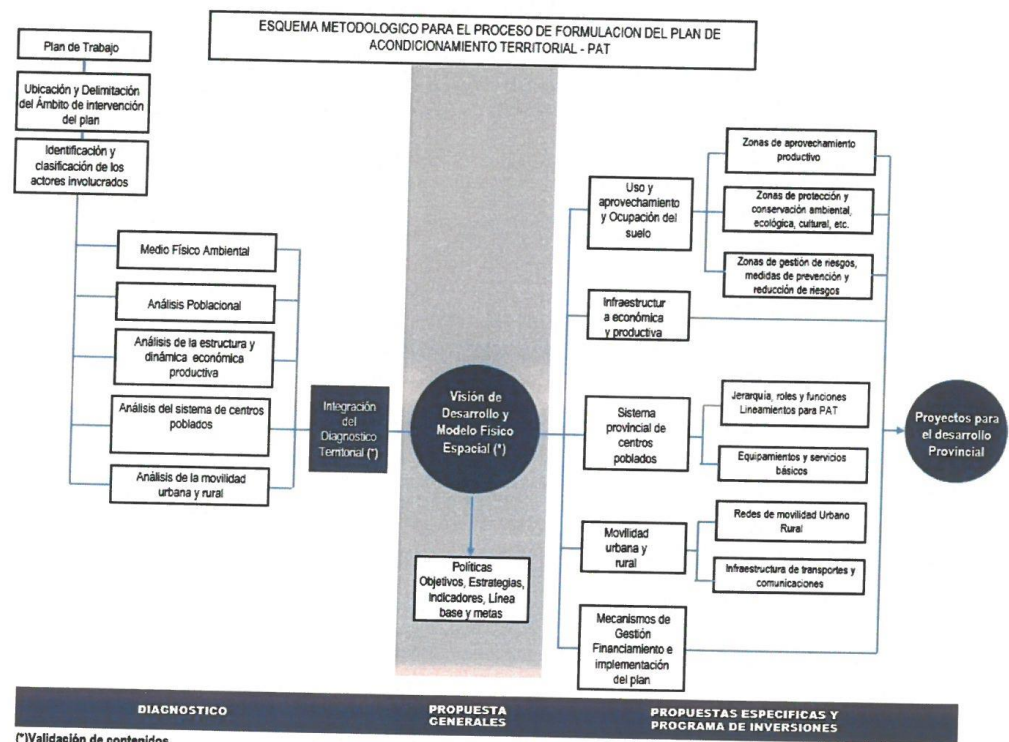 ESQUEMA METODOLOGICO PARA EL PROCESO DE FORMULACION DEL PLAN DE
ACONDICIONAMIENTO TERRITORIAL - PAT
Plan de Trabajo
Ubicación y Delimitación
del Ámbito de intervención
del plan
Identificación y
clasificación de los
actores involucrados
Medio Físico Ambiental
Análisis Poblacional
Análisis de la estructura y
dinámica económica
productiva
Análisis del sistema de centros
poblados
Análisis de la movilidad
urbana y rural
Integración
del
Diagnostico
Territorial (*)
Visión de
Desarrollo y
Modelo Físico
Espacial (*)
Políticas
Objetivos, Estrategias,
Indicadores, Línea
base y metas
Uso y
aprovechamiento
y Ocupación del
suelo
Zonas de aprovechamiento
productivo
Zonas de protección y
conservación ambiental,
ecológica, cultural, etc.
Zonas de gestión de riesgos,
medidas de prevención y
reducción de riesgos
Infraestructur
a económica
y productiva
Sistema
provincial de
centros
poblados
Jerarquía, roles y funciones
Lineamientos para PAT
Equipamientos y servicios
básicos
Movilidad
urbana y
rural
Redes de movilidad Urbano
Rural
Infraestructura de transportes y
comunicaciones
Mecanismos de
Gestión
Financiamiento e
implementación
del plan
Proyectos para
el desarrollo
Provincial
DIAGNOSTICO
PROPUESTA
GENERALES
PROPUESTAS ESPECIFICAS Y
PROGRAMA DE INVERSIONES
(*)Validación de contenidos